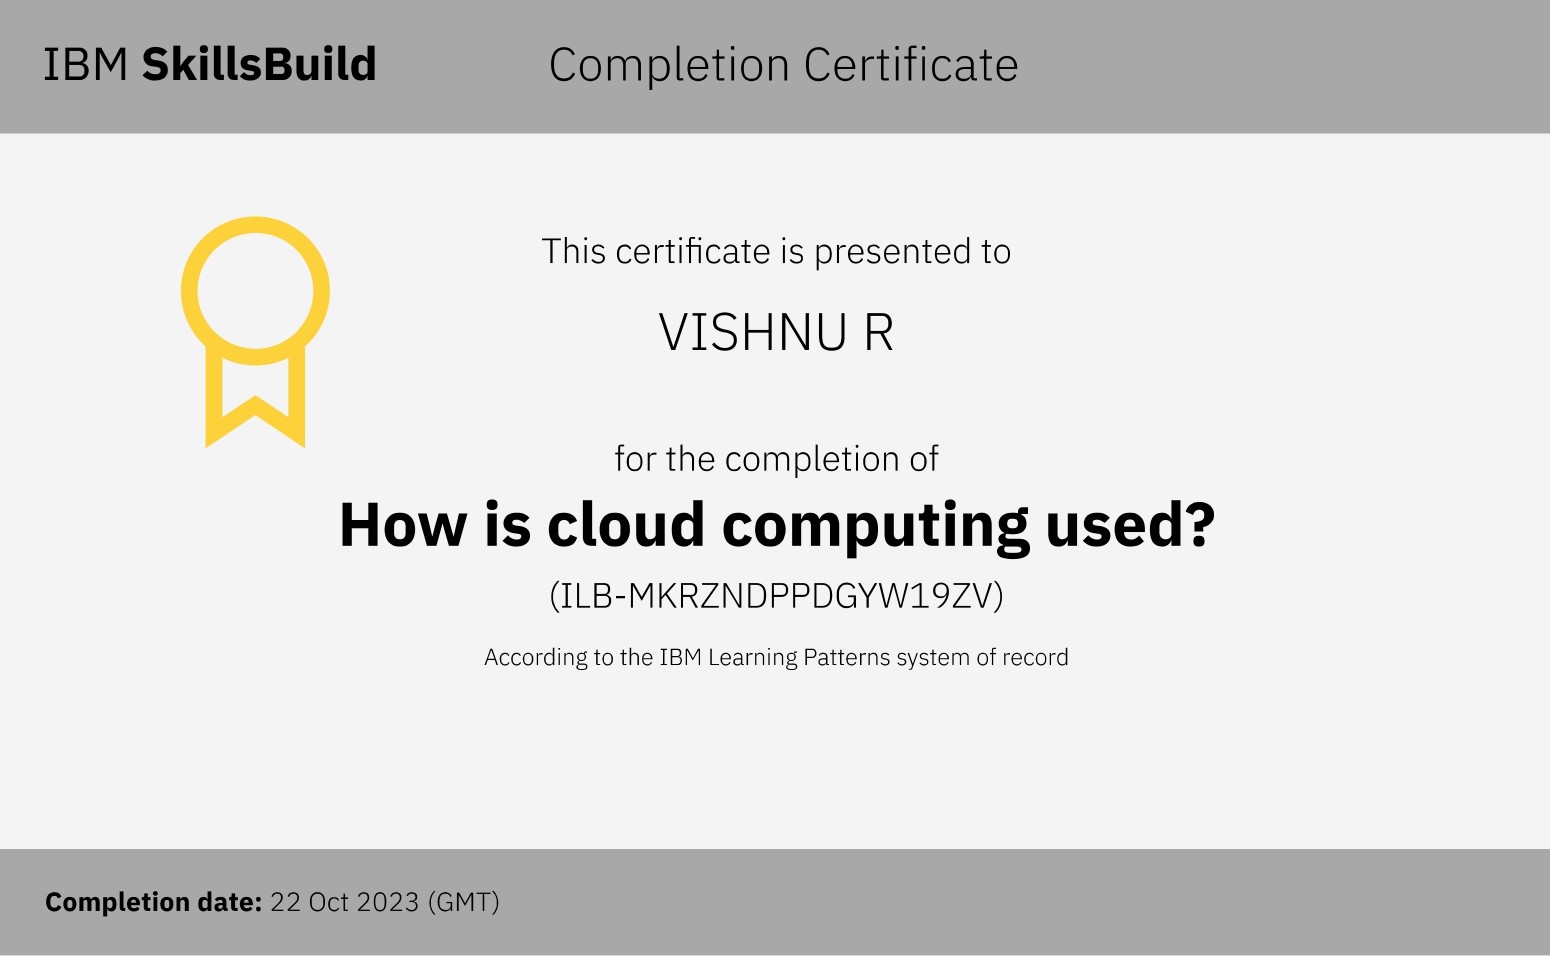 IBM SkillsBuild
Completion Certificate
This certificate is presented to
VISHNU R
for the completion of
How is cloud computing used?
(ILB-MKRZNDPPDGYW19ZV)
According to the IBM Learning Patterns system of record
Completion date: 22 Oct 2023 (GMT)